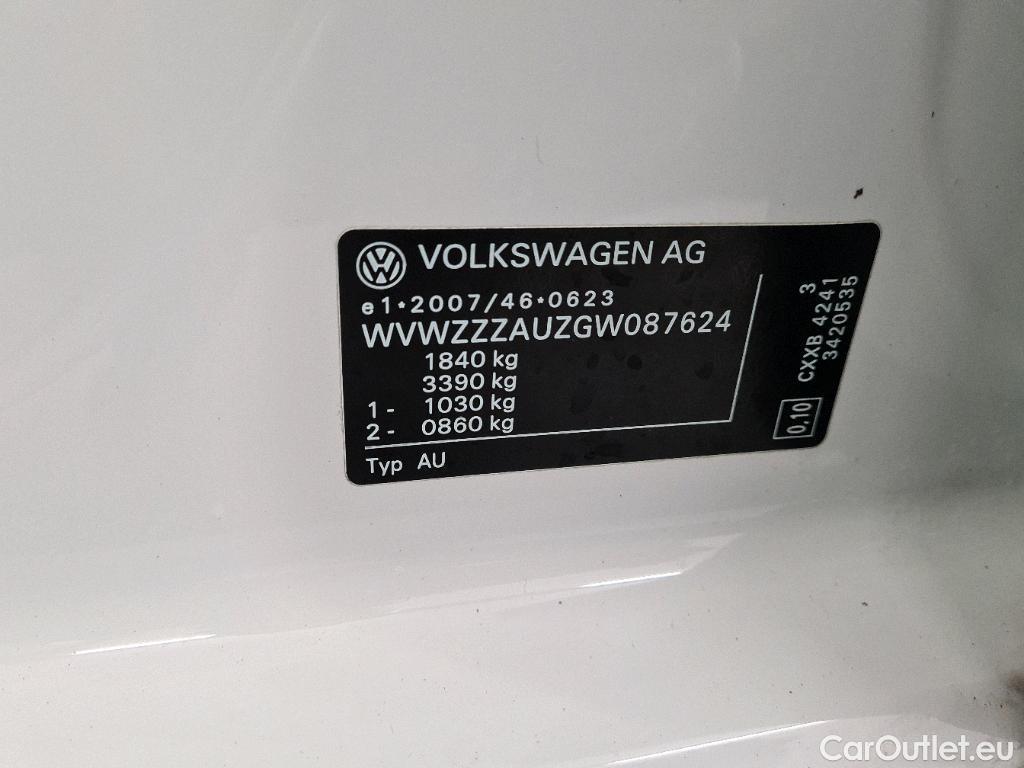 VOLKSWAGEN AG
e1*2007/46*0623
WVWZZZAUZGW087624
1840 kg
3390 kg
1- 1030 kg
2- 0860 kg
Typ AU
3
CXXB 4241
3420535
0,10
CarOutlet.eu